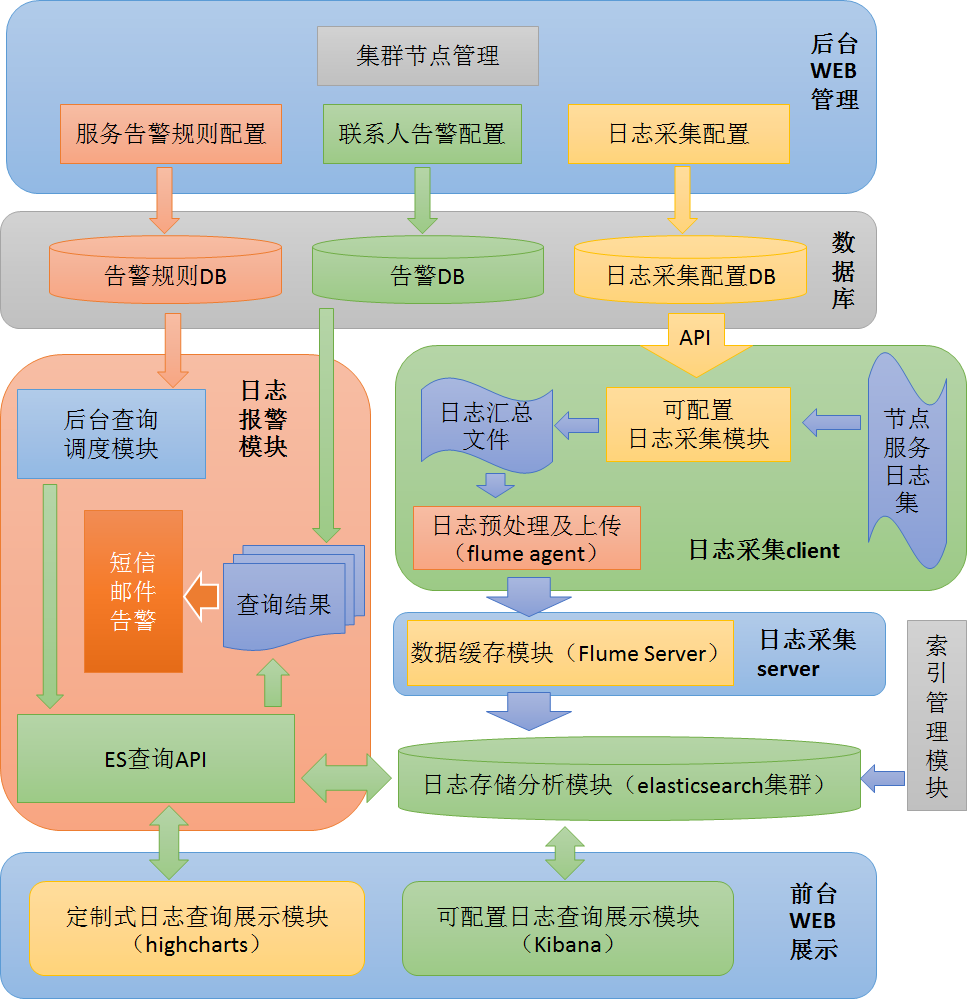 后台
WEB
管理
集群节点管理
服务告警规则配置
联系人告警配置
日志采集配置
数
据
库
告警规则DB
告警DB
日志采集配置DB
API
日志
报警
模块
后台查询
调度模块
日志汇总
文件
可配置
日志采集模块
节点
服务
日志
集
日志预处理及上传
（flume agent）
日志采集client
短信
邮件
告警
查询结果
数据缓存模块（Flume Server）
日志采集
server
索
引
管
理
模
块
ES查询API
日志存储分析模块（elasticsearch集群）
定制式日志查询展示模块
（highcharts）
可配置日志查询展示模块
（Kibana）
前台
WEB
展示